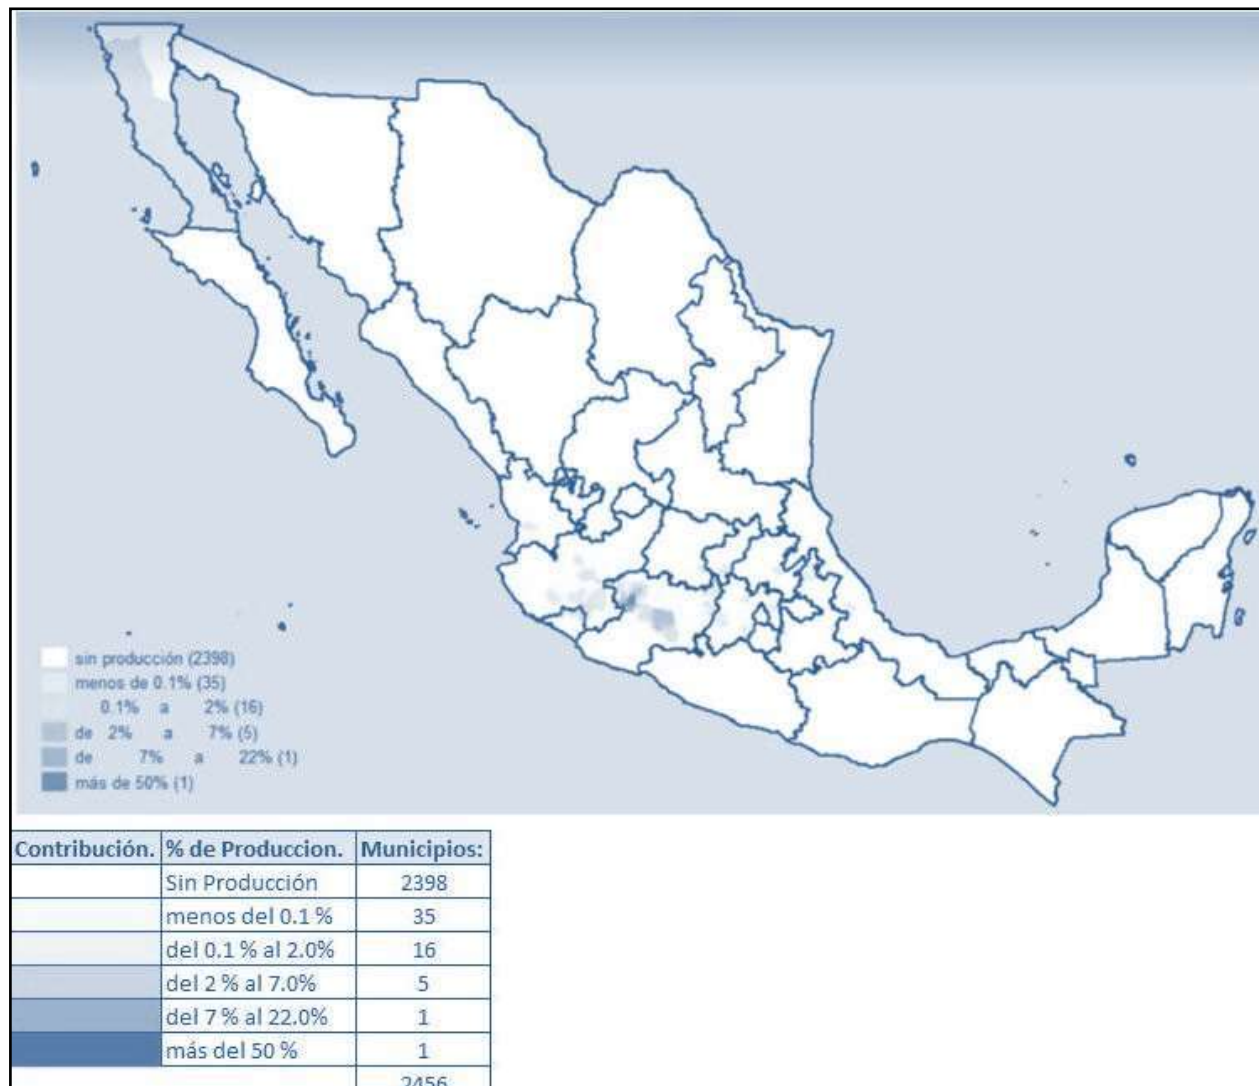 sin producción (2398)
menos de 0.1% (35)
0.1% a 2% (16)
de 2% a 7% (5)
de 7% a 22% (1)
más de 50% (1)
Contribución. % de Produccion. Municipios:
Sin Producción 2398
menos del 0.1 % 35
del 0.1 % al 2.0% 16
del 2 % al 7.0% 5
del 7 % al 22.0% 1
más del 50 % 1
2456